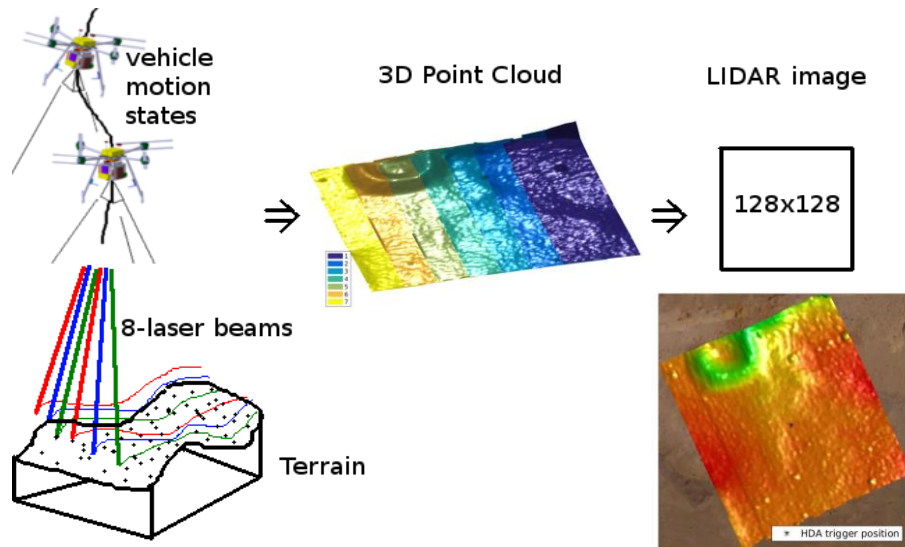 vehicle
motion
states
3D Point Cloud
LIDAR image
128x128
1
2
3
4
5
6
7
8-laser beams
Terrain
HDA trigger position